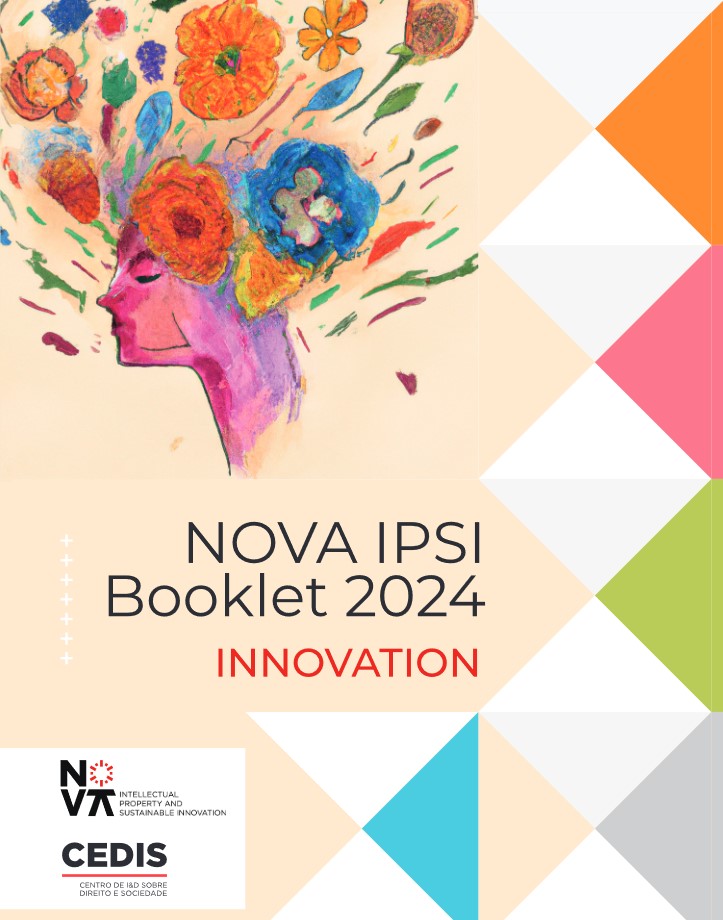 NOVA IPSI
Booklet 2024
INNOVATION
NOVA
INTELLECTUAL
PROPERTY AND
SUSTAINABLE INNOVATION
CEDIS
CENTRO DE I&D SOBRE
DIREITO E SOCIEDADE